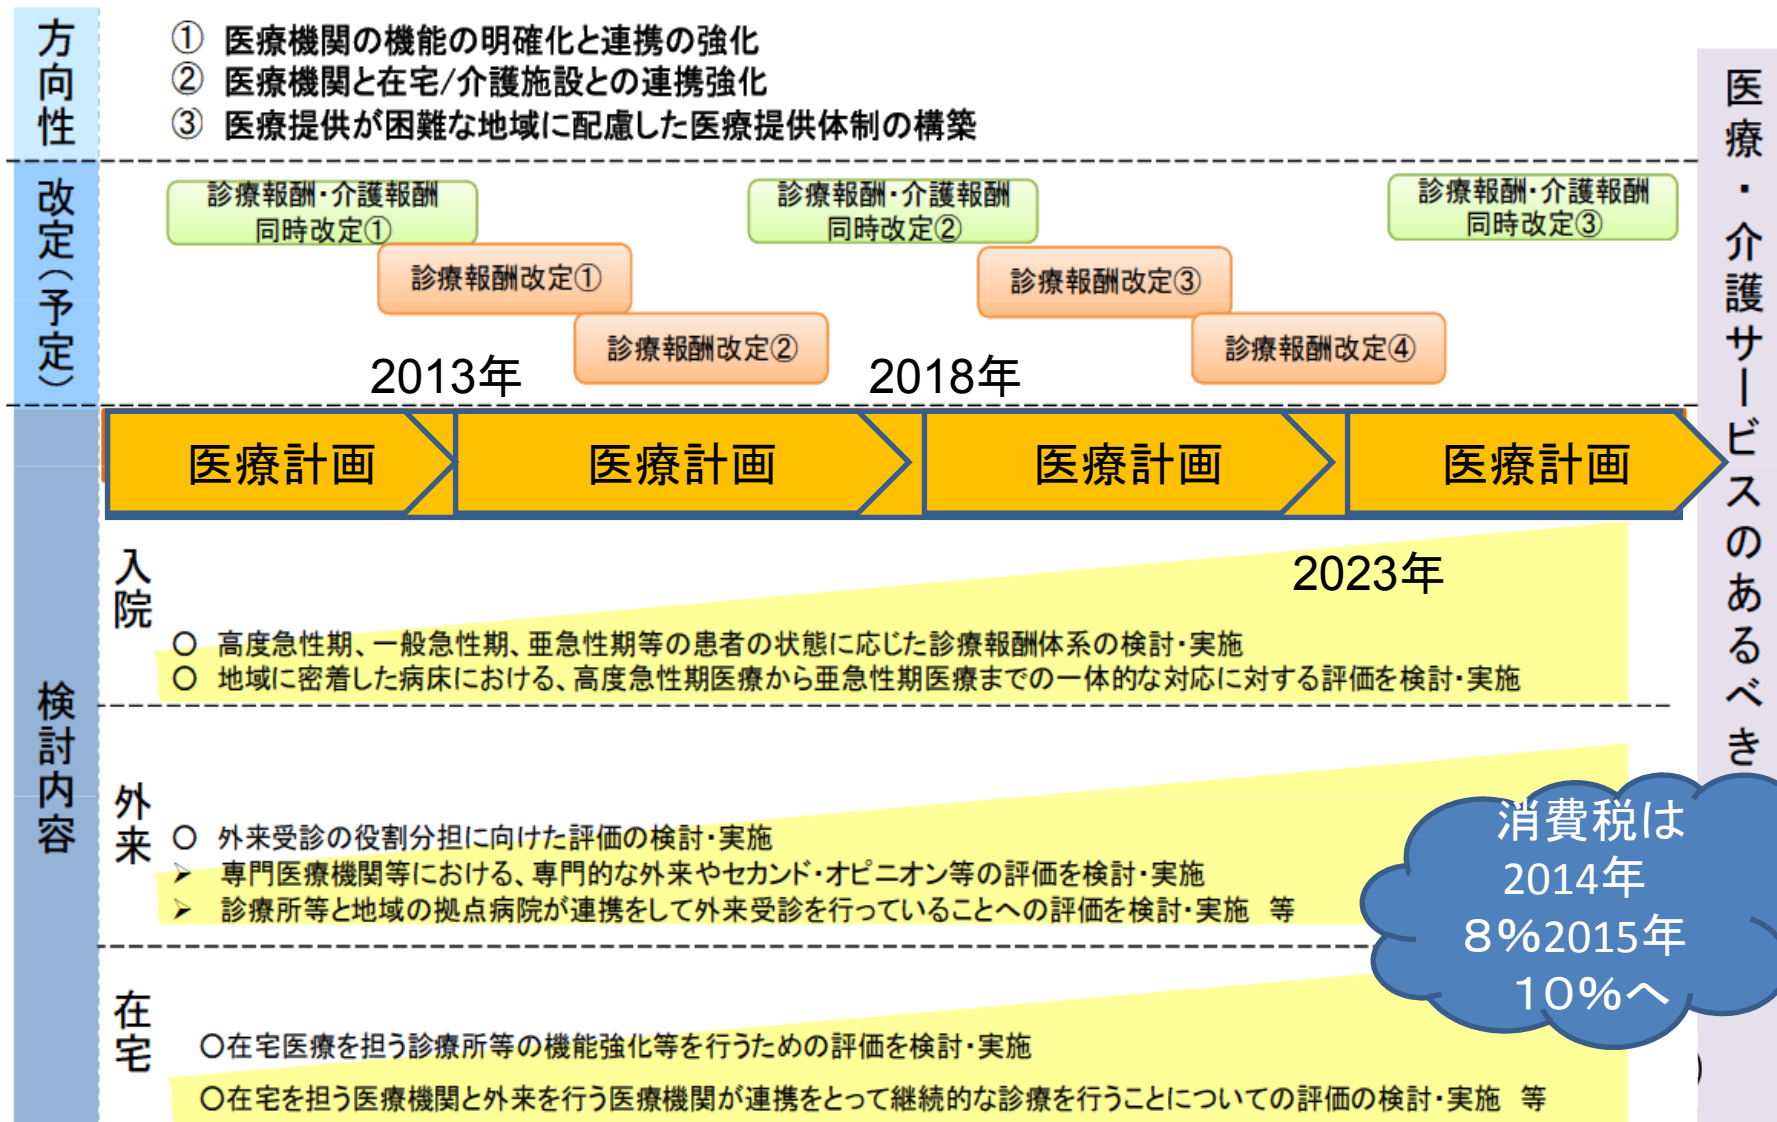 方向性
① 医療機関の機能の明確化と連携の強化
② 医療機関と在宅/介護施設との連携強化
③ 医療提供が困難な地域に配慮した医療提供体制の構築
改定(予定)
診療報酬・介護報酬
同時改定①
診療報酬・介護報酬
同時改定②
診療報酬・介護報酬
同時改定③
診療報酬改定①
診療報酬改定③
診療報酬改定②
診療報酬改定④
2013年
2018年
医療計画
医療計画
医療計画
医療計画
2023年
検討内容
入院
○ 高度急性期、一般急性期、亜急性期等の患者の状態に応じた診療報酬体系の検討・実施
○ 地域に密着した病床における、高度急性期医療から亜急性期医療までの一体的な対応に対する評価を検討・実施
外来
○ 外来受診の役割分担に向けた評価の検討・実施
➢ 専門医療機関等における、専門的な外来やセカンド・オピニオン等の評価を検討・実施
➢ 診療所等と地域の拠点病院が連携をして外来受診を行っていることへの評価を検討・実施 等
在宅
○在宅医療を担う診療所等の機能強化等を行うための評価を検討・実施
○在宅を担う医療機関と外来を行う医療機関が連携をとって継続的な診療を行うことについての評価の検討・実施 等
医療・介護サービスのあるべき
消費税は
2014年
8%2015年
10%へ
)